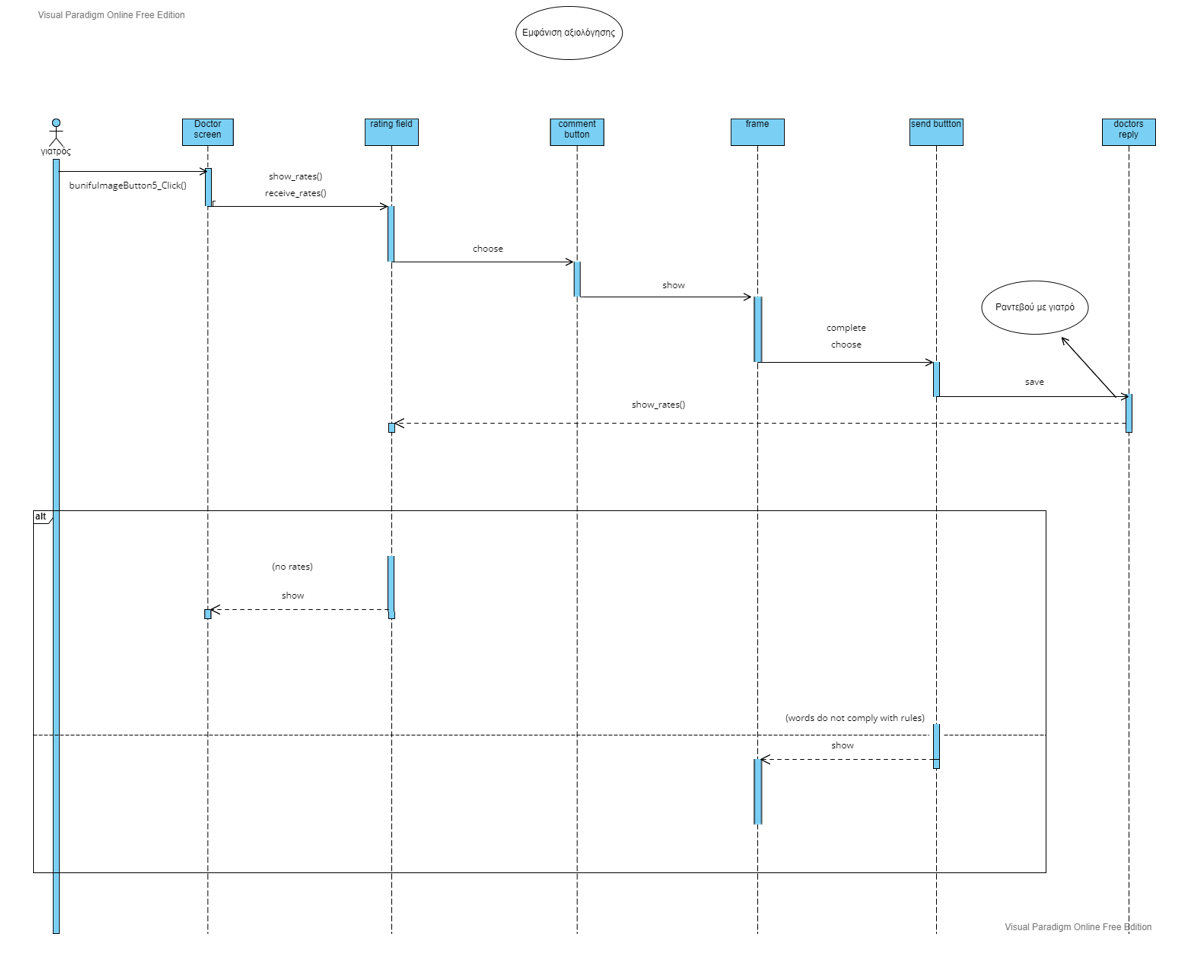 Visual Paradigm Online Free Edition
Εμφάνιση αξιολόγησης
γιατρος
Doctor
screen
rating field
comment
button
frame
send buttton
doctors
reply
bunifuImageButton5_Click()
show_rates()
receive_rates()
choose
show
Ραντεβού με γιατρό
complete
choose
save
show_rates()
alt
(no rates)
show
(words do not comply with rules)
show
Visual Paradigm Online Free Edition